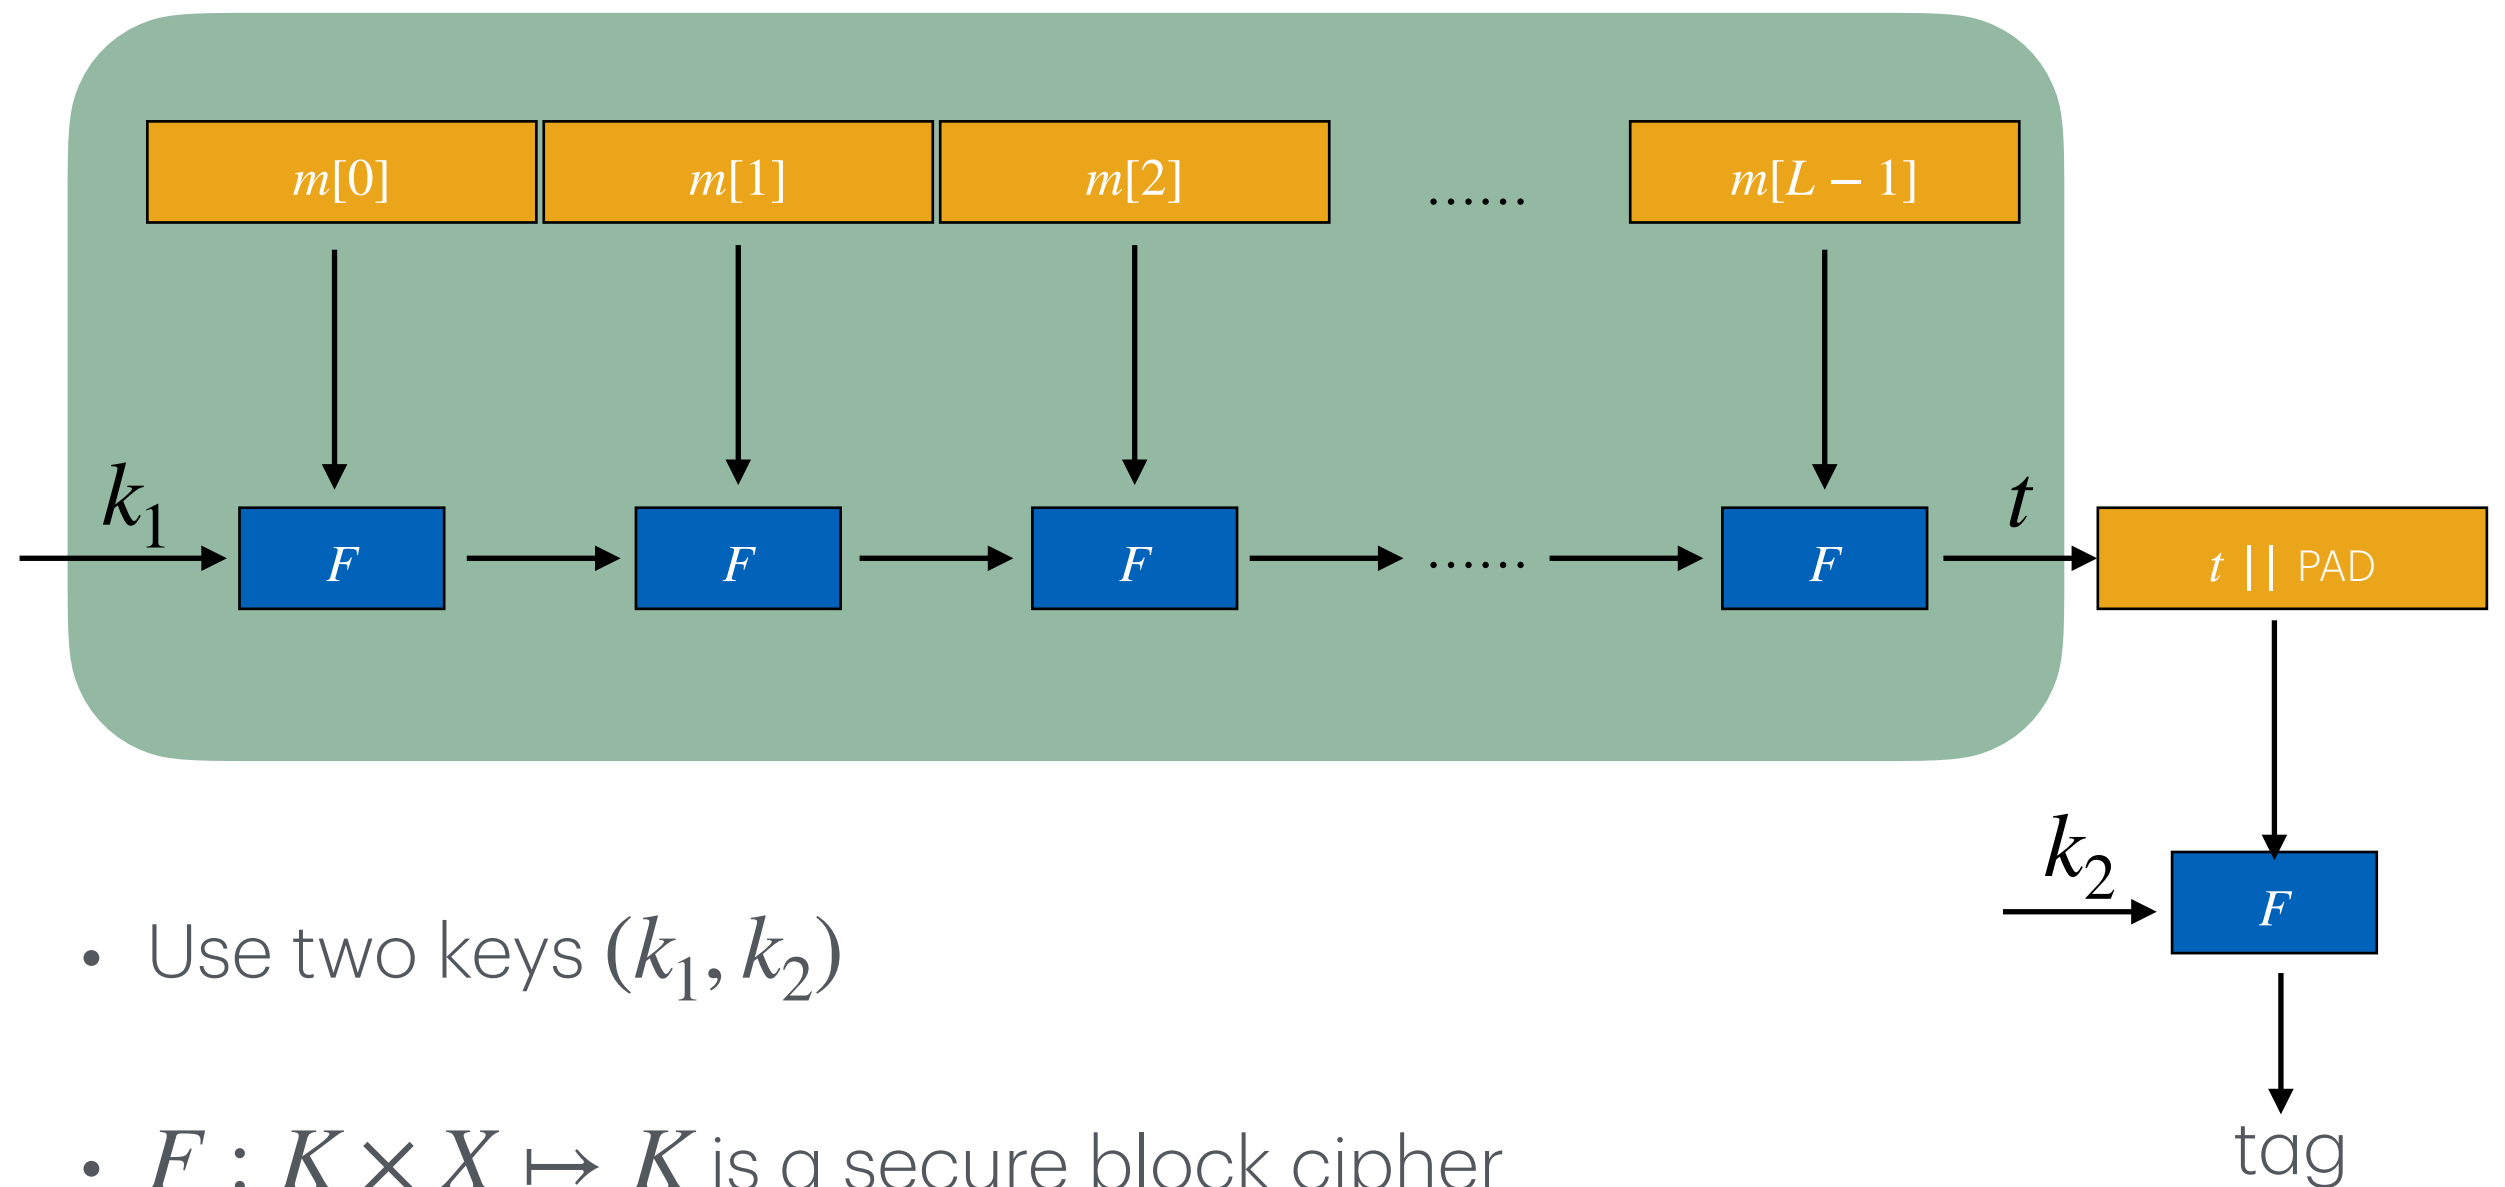 m[0] m[1] m[2] ...... m[L − 1]
k₁ t
F F F ...... F t || PAD
k₂
F
• Use two keys (k₁, k₂)
tag
• F : K × X ↦ K is a secure block cipher